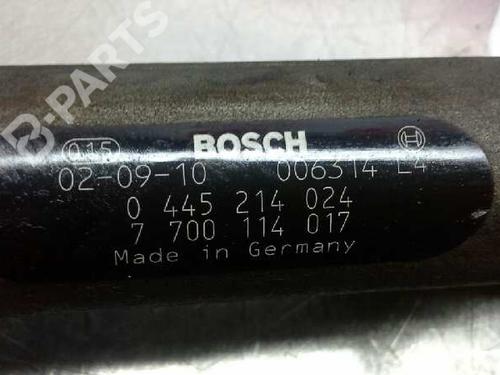 B-PARTS
015 BOSCH
02-09-10 006314 L4
0 445 214 024
7 700 114 017
Made in Germany